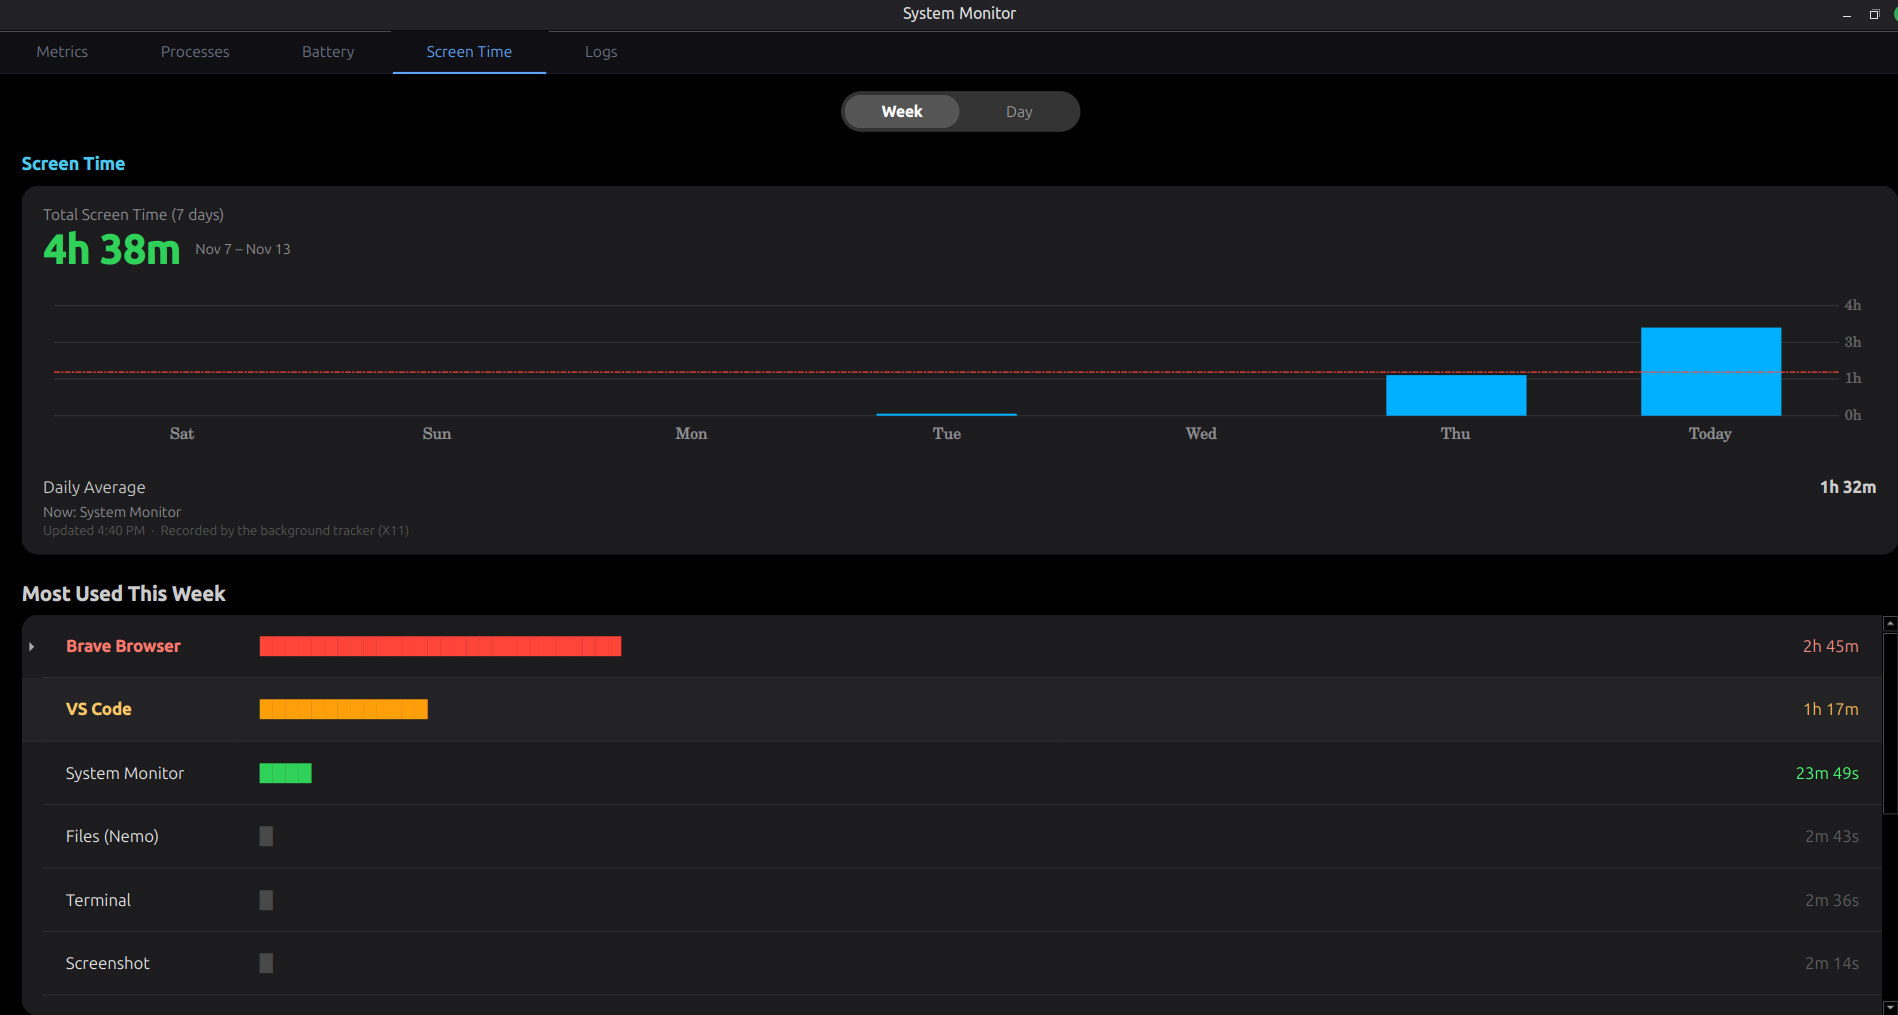 System Monitor
Metrics Processes Battery Screen Time Logs
Week Day
Screen Time
Total Screen Time (7 days)
4h 38m Nov 7 – Nov 13
4h
3h
1h
0h
Sat Sun Mon Tue Wed Thu Today
Daily Average 1h 32m
Now: System Monitor
Updated 4:40 PM · Recorded by the background tracker (X11)
Most Used This Week
Brave Browser 2h 45m
VS Code 1h 17m
System Monitor 23m 49s
Files (Nemo) 2m 43s
Terminal 2m 36s
Screenshot 2m 14s